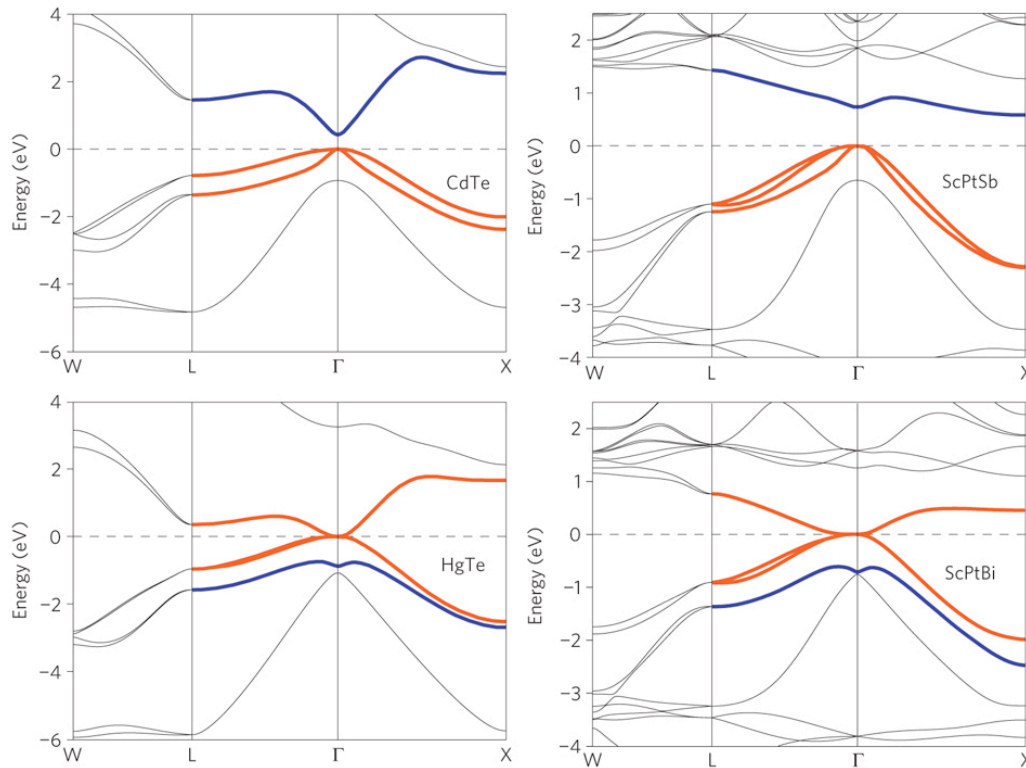 4
2
0
−2
−4
−6
Energy (eV)
CdTe
W L Γ X
2
1
0
−1
−2
−3
−4
Energy (eV)
ScPtSb
W L Γ X
4
2
0
−2
−4
−6
Energy (eV)
HgTe
W L Γ X
2
1
0
−1
−2
−3
−4
Energy (eV)
ScPtBi
W L Γ X